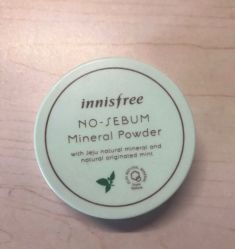 innisfree
NO-SEBUM
Mineral Powder
with Jeju natural mineral and
natural originated mint